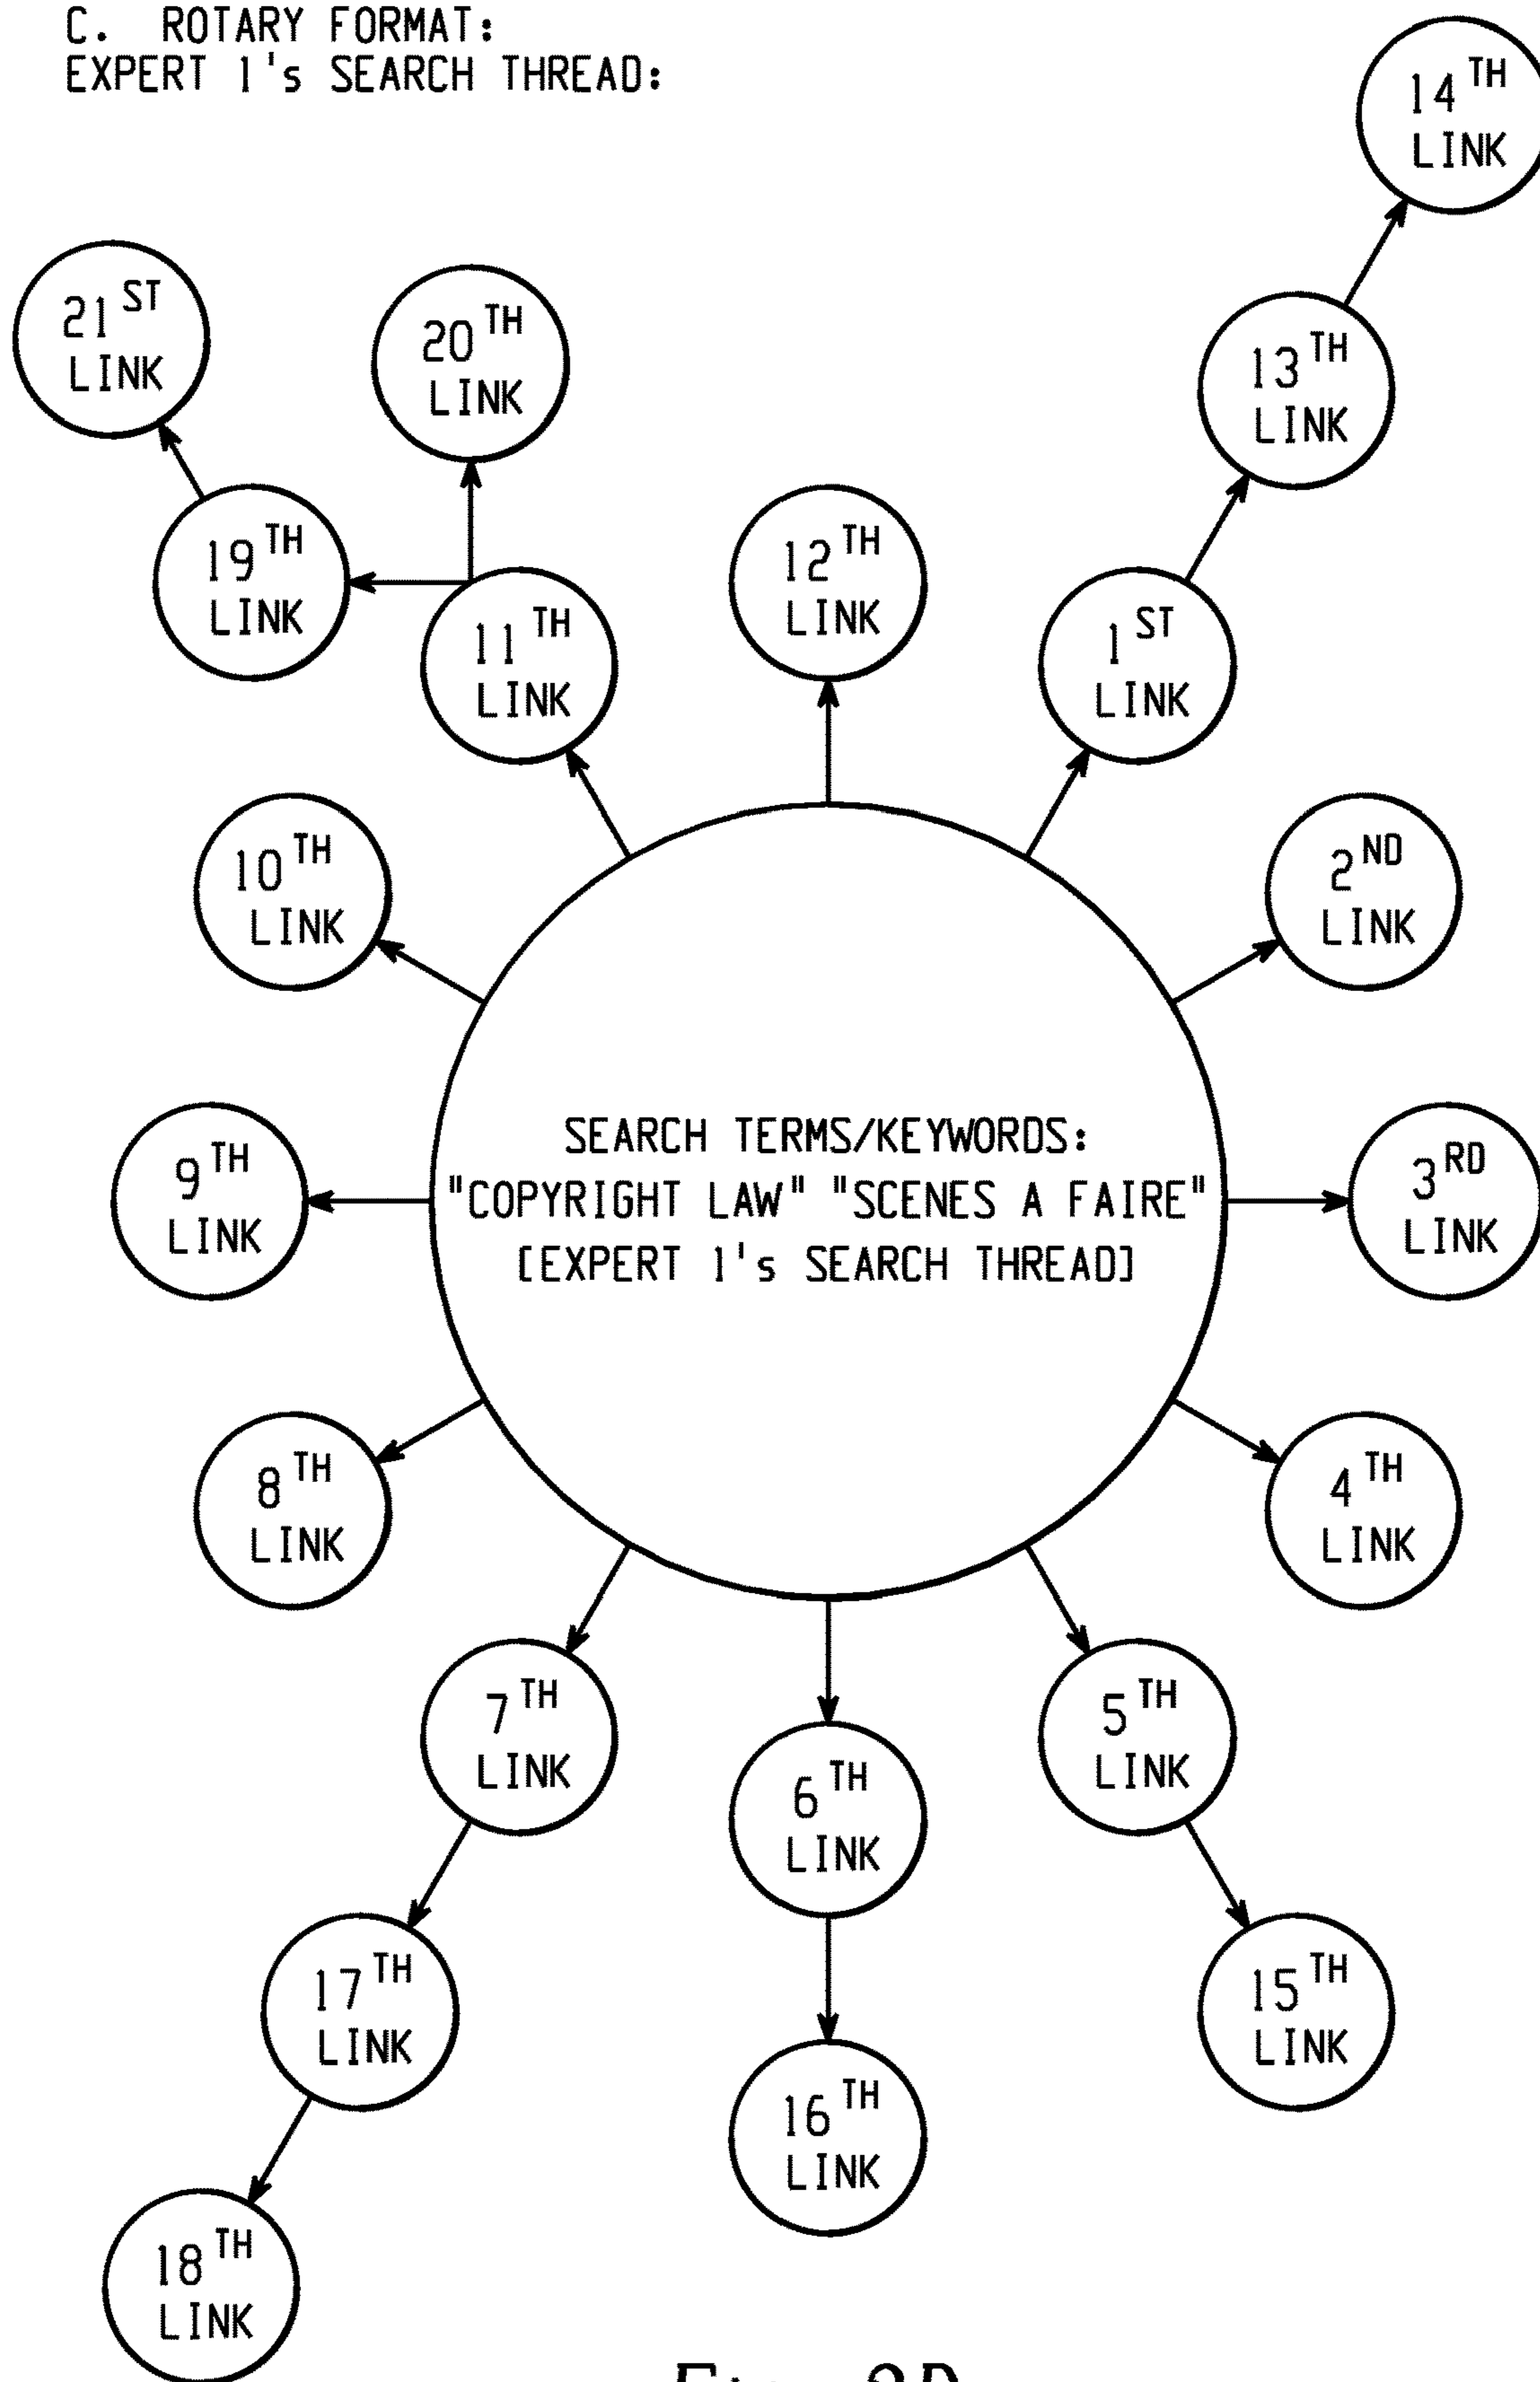 C. ROTARY FORMAT:
EXPERT 1's SEARCH THREAD:
14TH
LINK
21ST
LINK
20TH
LINK
13TH
LINK
19TH
LINK
12TH
LINK
11TH
LINK
1ST
LINK
10TH
LINK
2ND
LINK
SEARCH TERMS/KEYWORDS:
"COPYRIGHT LAW" "SCENES A FAIRE"
[EXPERT 1's SEARCH THREAD]
9TH
LINK
3RD
LINK
8TH
LINK
4TH
LINK
7TH
LINK
6TH
LINK
5TH
LINK
17TH
LINK
16TH
LINK
15TH
LINK
18TH
LINK